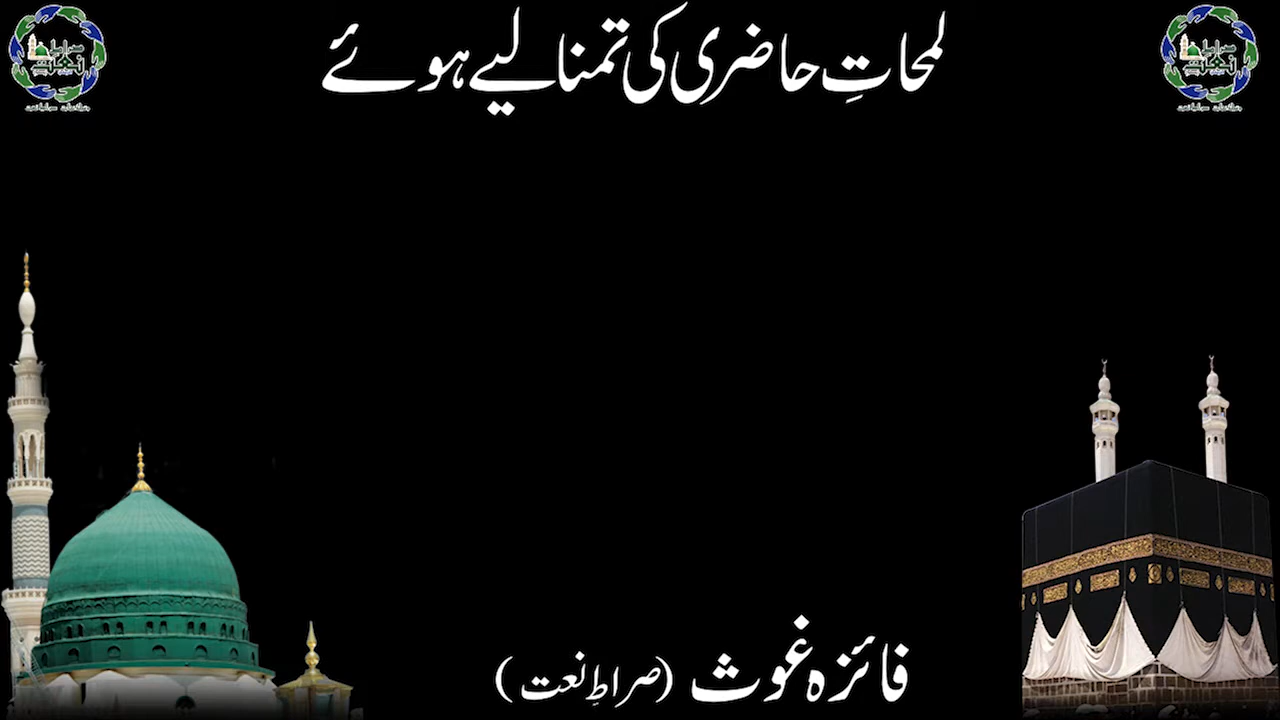 لمحاتِ حاضری کی تمنا لیے ہوئے
فائزہ غوث (صراطِ نعت)